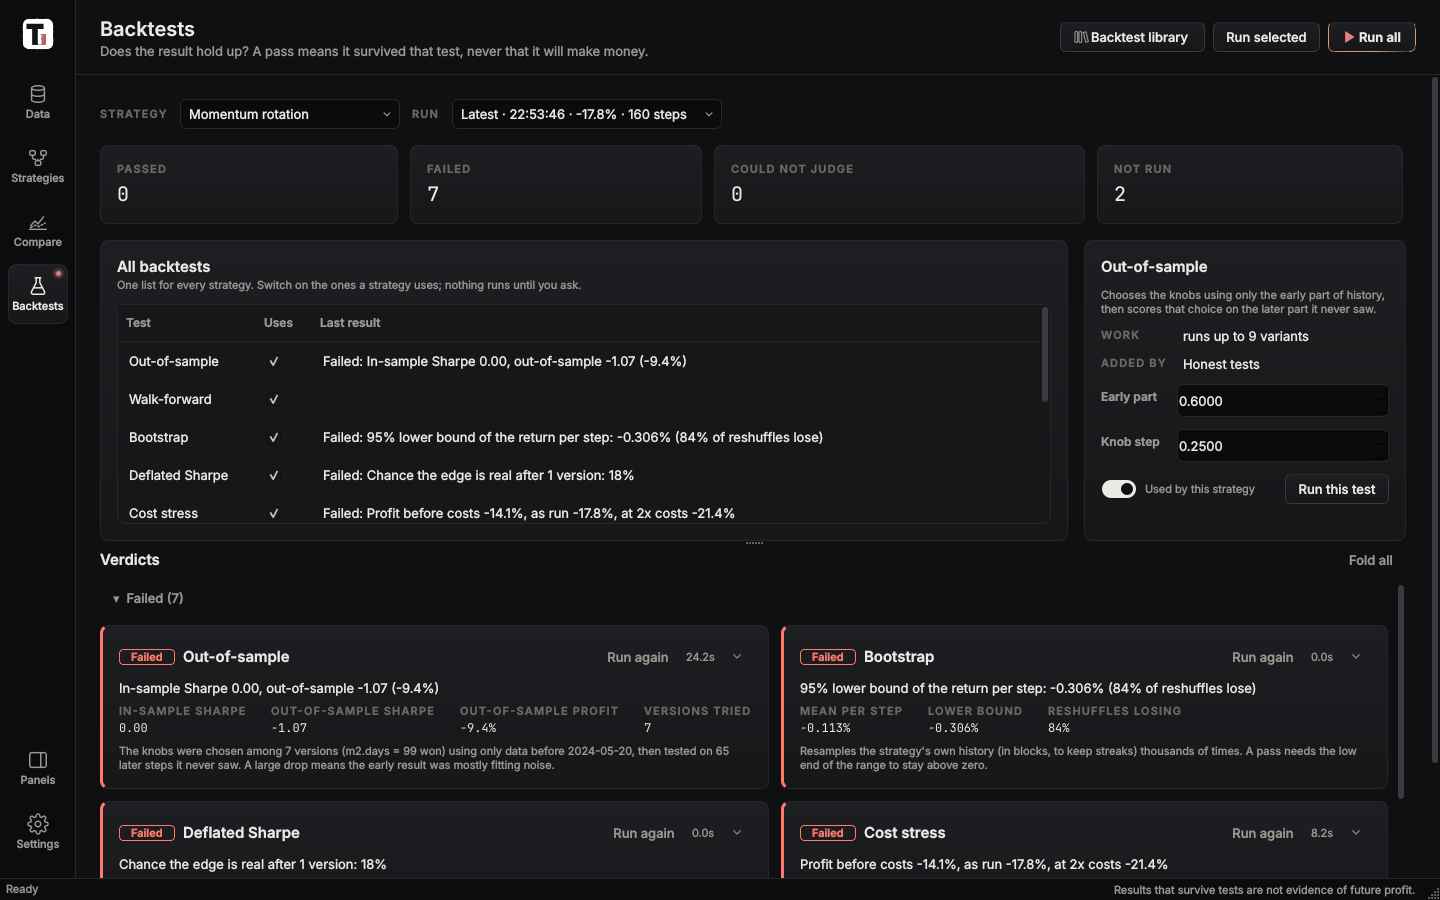 Backtests
Does the result hold up? A pass means it survived that test, never that it will make money.
Backtest library
Run selected
Run all
Data
Strategies
Compare
Backtests
Panels
Settings
STRATEGY
Momentum rotation
RUN
Latest · 22:53:46 · -17.8% · 160 steps
PASSED
0
FAILED
7
COULD NOT JUDGE
0
NOT RUN
2
All backtests
One list for every strategy. Switch on the ones a strategy uses; nothing runs until you ask.
Test Uses Last result
Out-of-sample ✓ Failed: In-sample Sharpe 0.00, out-of-sample -1.07 (-9.4%)
Walk-forward ✓
Bootstrap ✓ Failed: 95% lower bound of the return per step: -0.306% (84% of reshuffles lose)
Deflated Sharpe ✓ Failed: Chance the edge is real after 1 version: 18%
Cost stress ✓ Failed: Profit before costs -14.1%, as run -17.8%, at 2x costs -21.4%
Out-of-sample
Chooses the knobs using only the early part of history,
then scores that choice on the later part it never saw.
WORK runs up to 9 variants
ADDED BY Honest tests
Early part 0.6000
Knob step 0.2500
Used by this strategy
Run this test
Verdicts
Fold all
▾ Failed (7)
Failed Out-of-sample Run again 24.2s
In-sample Sharpe 0.00, out-of-sample -1.07 (-9.4%)
IN-SAMPLE SHARPE OUT-OF-SAMPLE SHARPE OUT-OF-SAMPLE PROFIT VERSIONS TRIED
0.00 -1.07 -9.4% 7
The knobs were chosen among 7 versions (m2.days = 99 won) using only data before 2024-05-20, then tested on 65
later steps it never saw. A large drop means the early result was mostly fitting noise.
Failed Bootstrap Run again 0.0s
95% lower bound of the return per step: -0.306% (84% of reshuffles lose)
MEAN PER STEP LOWER BOUND RESHUFFLES LOSING
-0.113% -0.306% 84%
Resamples the strategy's own history (in blocks, to keep streaks) thousands of times. A pass needs the low
end of the range to stay above zero.
Failed Deflated Sharpe Run again 0.0s
Chance the edge is real after 1 version: 18%
Failed Cost stress Run again 8.2s
Profit before costs -14.1%, as run -17.8%, at 2x costs -21.4%
Ready
Results that survive tests are not evidence of future profit.